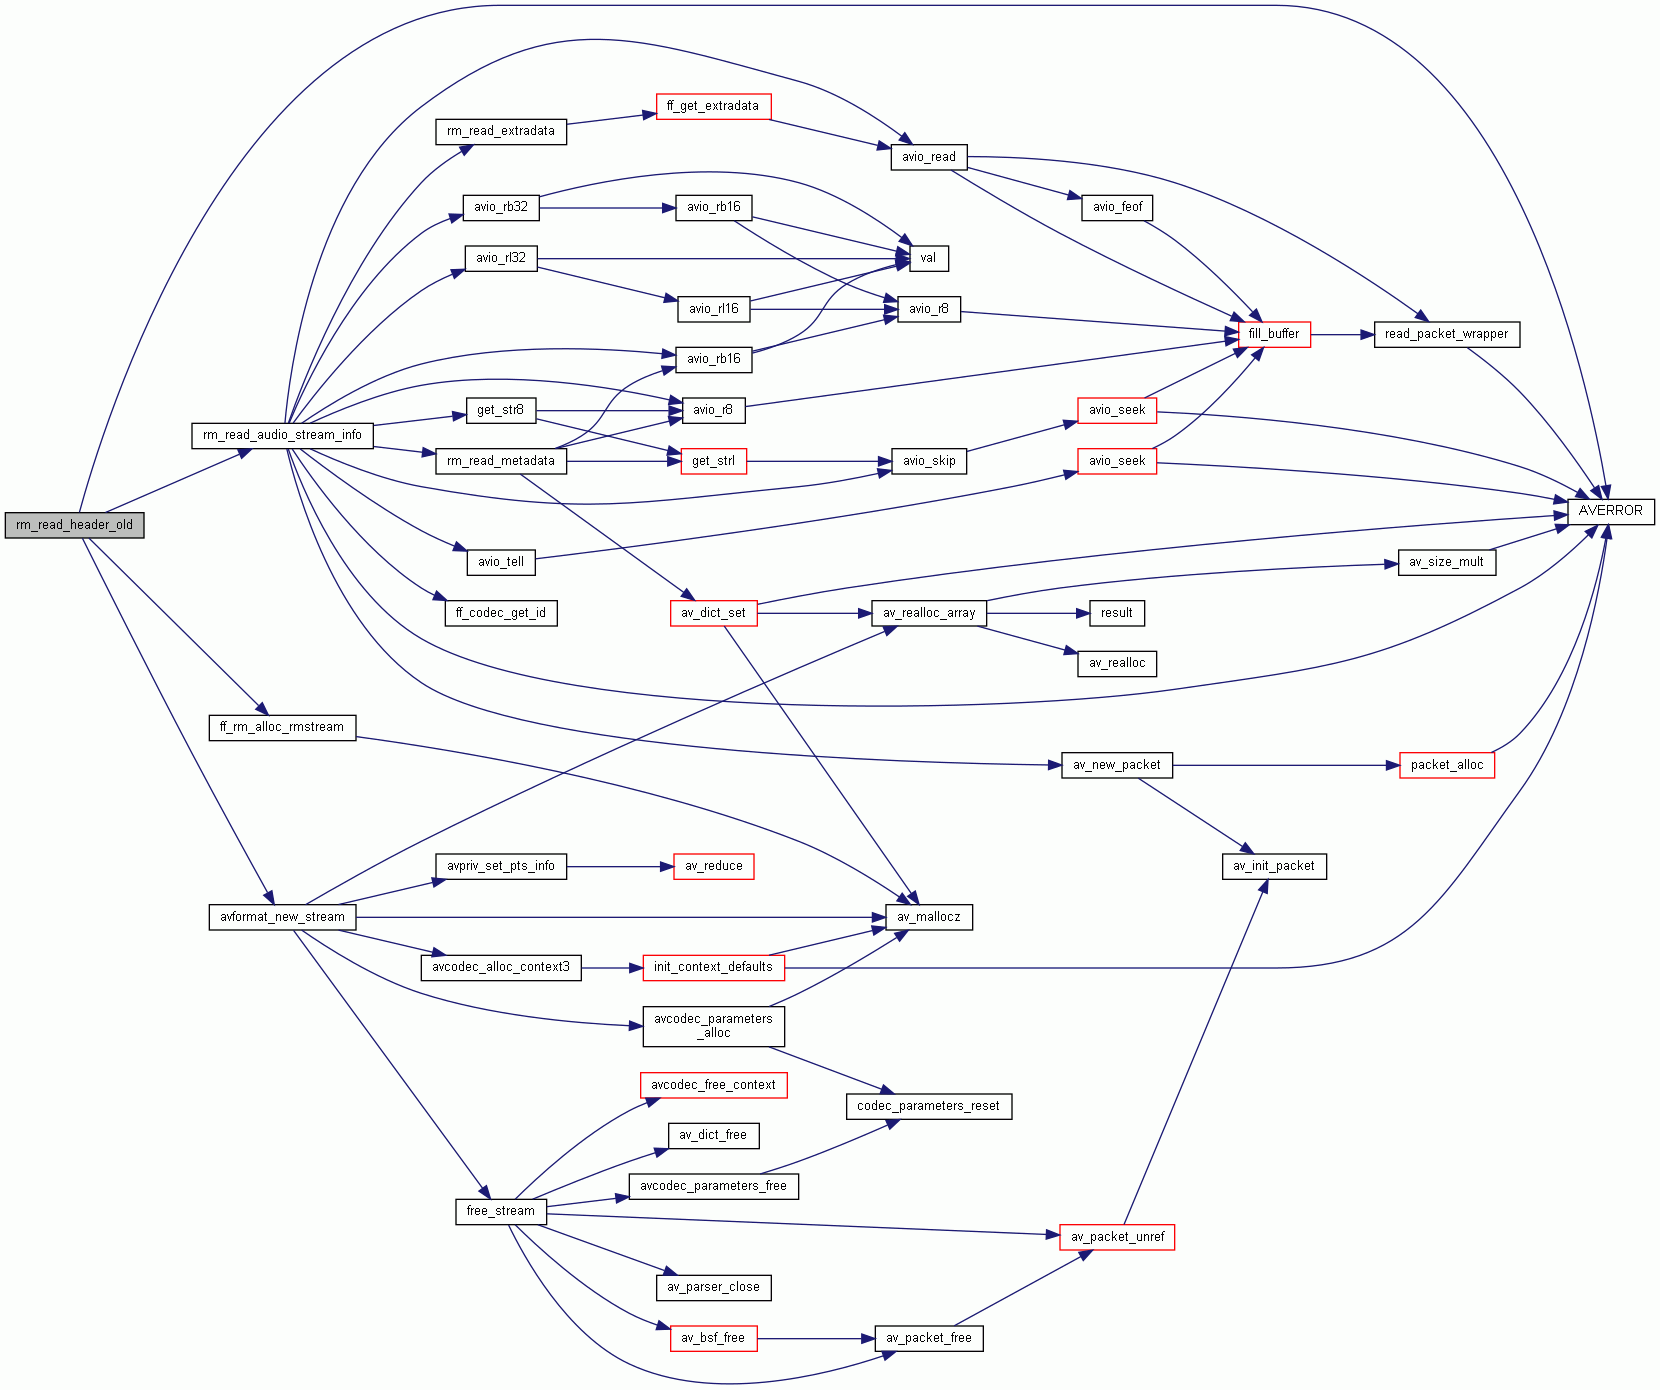 ff_get_extradata
rm_read_extradata
avio_read
avio_rb32
avio_rb16
avio_feof
avio_rl32
val
avio_rl16
avio_r8
fill_buffer
read_packet_wrapper
avio_rb16
get_str8
avio_r8
avio_seek
rm_read_audio_stream_info
rm_read_metadata
get_strl
avio_skip
avio_seek
AVERROR
rm_read_header_old
avio_tell
av_size_mult
ff_codec_get_id
av_dict_set
av_realloc_array
result
av_realloc
ff_rm_alloc_rmstream
av_new_packet
packet_alloc
avpriv_set_pts_info
av_reduce
av_init_packet
avformat_new_stream
av_mallocz
avcodec_alloc_context3
init_context_defaults
avcodec_parameters
_alloc
avcodec_free_context
codec_parameters_reset
av_dict_free
avcodec_parameters_free
free_stream
av_packet_unref
av_parser_close
av_bsf_free
av_packet_free